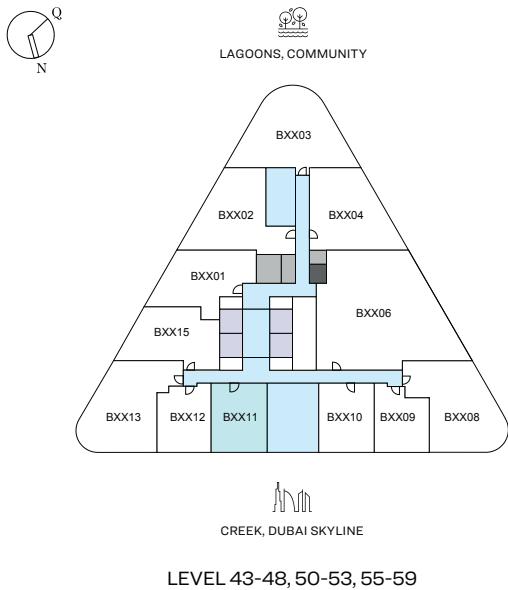 Q
N
LAGOONS, COMMUNITY
BXX03
BXX02
BXX04
BXX01
BXX06
BXX15
BXX13
BXX12
BXX11
BXX10
BXX09
BXX08
CREEK, DUBAI SKYLINE
LEVEL 43-48, 50-53, 55-59